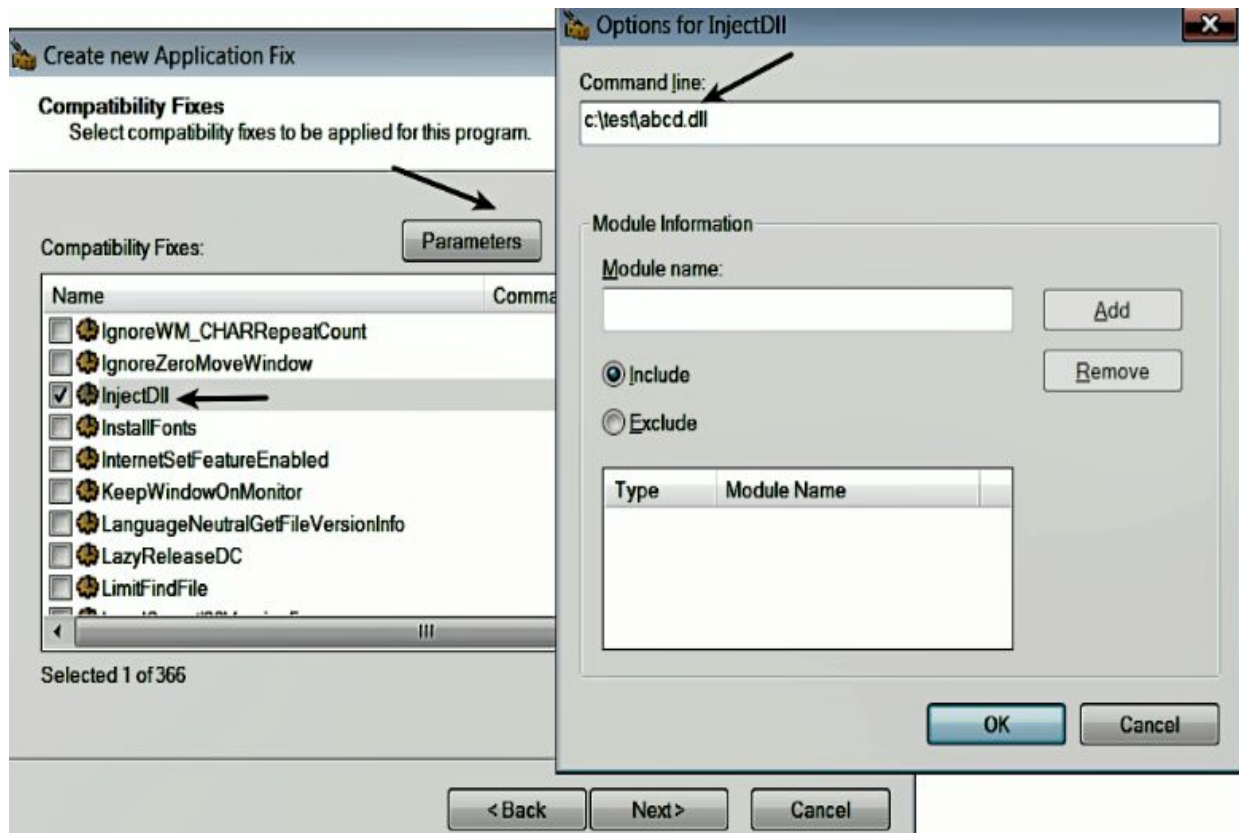 Create new Application Fix
Compatibility Fixes
Select compatibility fixes to be applied for this program.
Parameters
Compatibility Fixes:
Name Comma
IgnoreWM_CHARRepeatCount
IgnoreZeroMoveWindow
InjectDll
InstallFonts
InternetSetFeatureEnabled
KeepWindowOnMonitor
LanguageNeutralGetFileVersionInfo
LazyReleaseDC
LimitFindFile
Selected 1 of 366
<Back Next> Cancel
Options for InjectDll
Command line:
c:\test\abcd.dll
Module Information
Module name:
Add
Include
Remove
Exclude
Type Module Name
OK Cancel